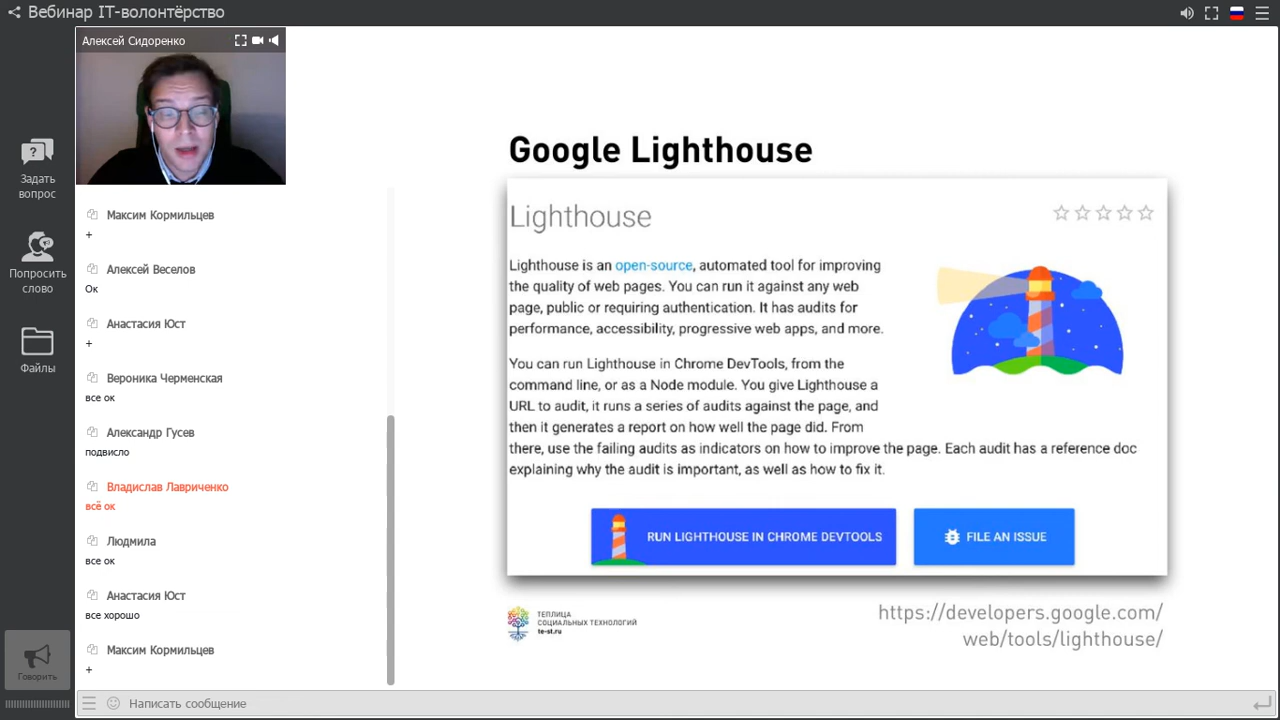 Вебинар IT-волонтёрство
Алексей Сидоренко
Задать
вопрос
Попросить
слово
Файлы
Говорить
Максим Кормильцев
+
Алексей Веселов
Ок
Анастасия Юст
+
Вероника Черменская
все ок
Александр Гусев
подвисло
Владислав Лавриченко
всё ок
Людмила
все ок
Анастасия Юст
все хорошо
Максим Кормильцев
+
Написать сообщение
Google Lighthouse
Lighthouse
Lighthouse is an open-source, automated tool for improving
the quality of web pages. You can run it against any web
page, public or requiring authentication. It has audits for
performance, accessibility, progressive web apps, and more.
You can run Lighthouse in Chrome DevTools, from the
command line, or as a Node module. You give Lighthouse a
URL to audit, it runs a series of audits against the page, and
then it generates a report on how well the page did. From
there, use the failing audits as indicators on how to improve the page. Each audit has a reference doc
explaining why the audit is important, as well as how to fix it.
RUN LIGHTHOUSE IN CHROME DEVTOOLS
FILE AN ISSUE
ТЕПЛИЦА
СОЦИАЛЬНЫХ ТЕХНОЛОГИЙ
te-st.ru
https://developers.google.com/
web/tools/lighthouse/